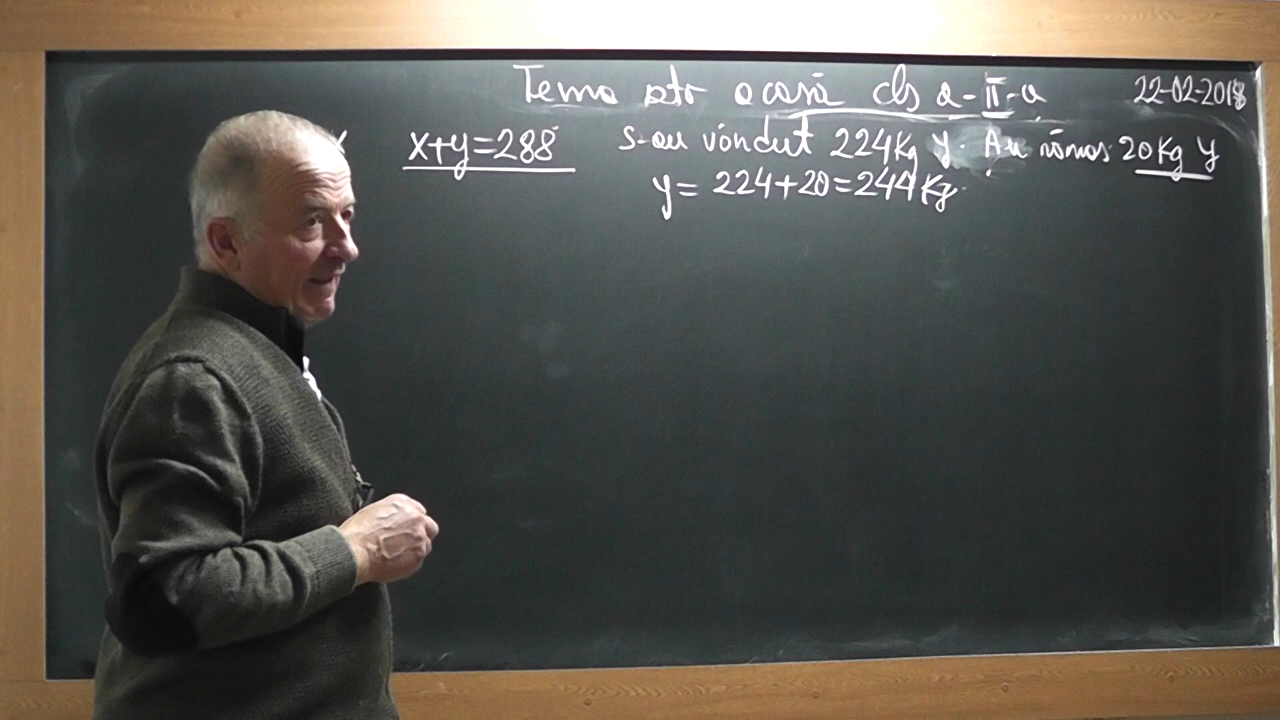 Tema ptr acasă cls a-II-a 22-02-2018
x x+y=288 S-au vândut 224Kg y. Au rămas 20Kg y
y= 224+20=244Kg